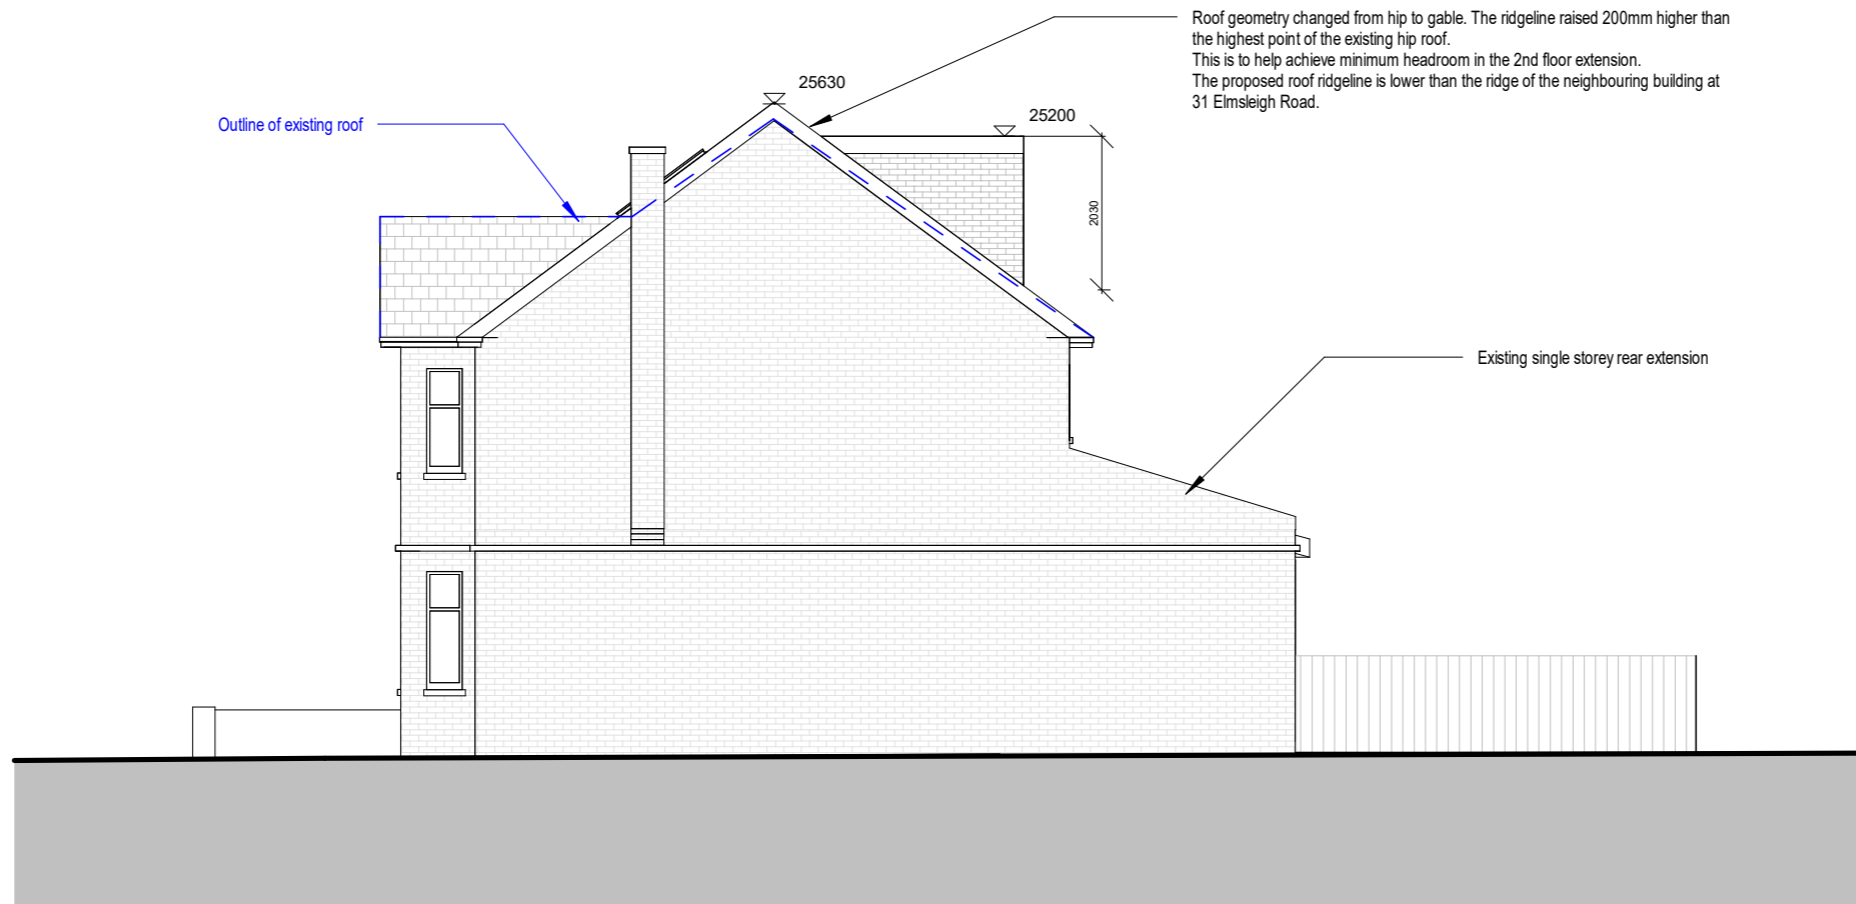 Roof geometry changed from hip to gable. The ridgeline raised 200mm higher than
the highest point of the existing hip roof.
This is to help achieve minimum headroom in the 2nd floor extension.
The proposed roof ridgeline is lower than the ridge of the neighbouring building at
31 Elmsleigh Road.
25630
25200
Outline of existing roof
2030
Existing single storey rear extension